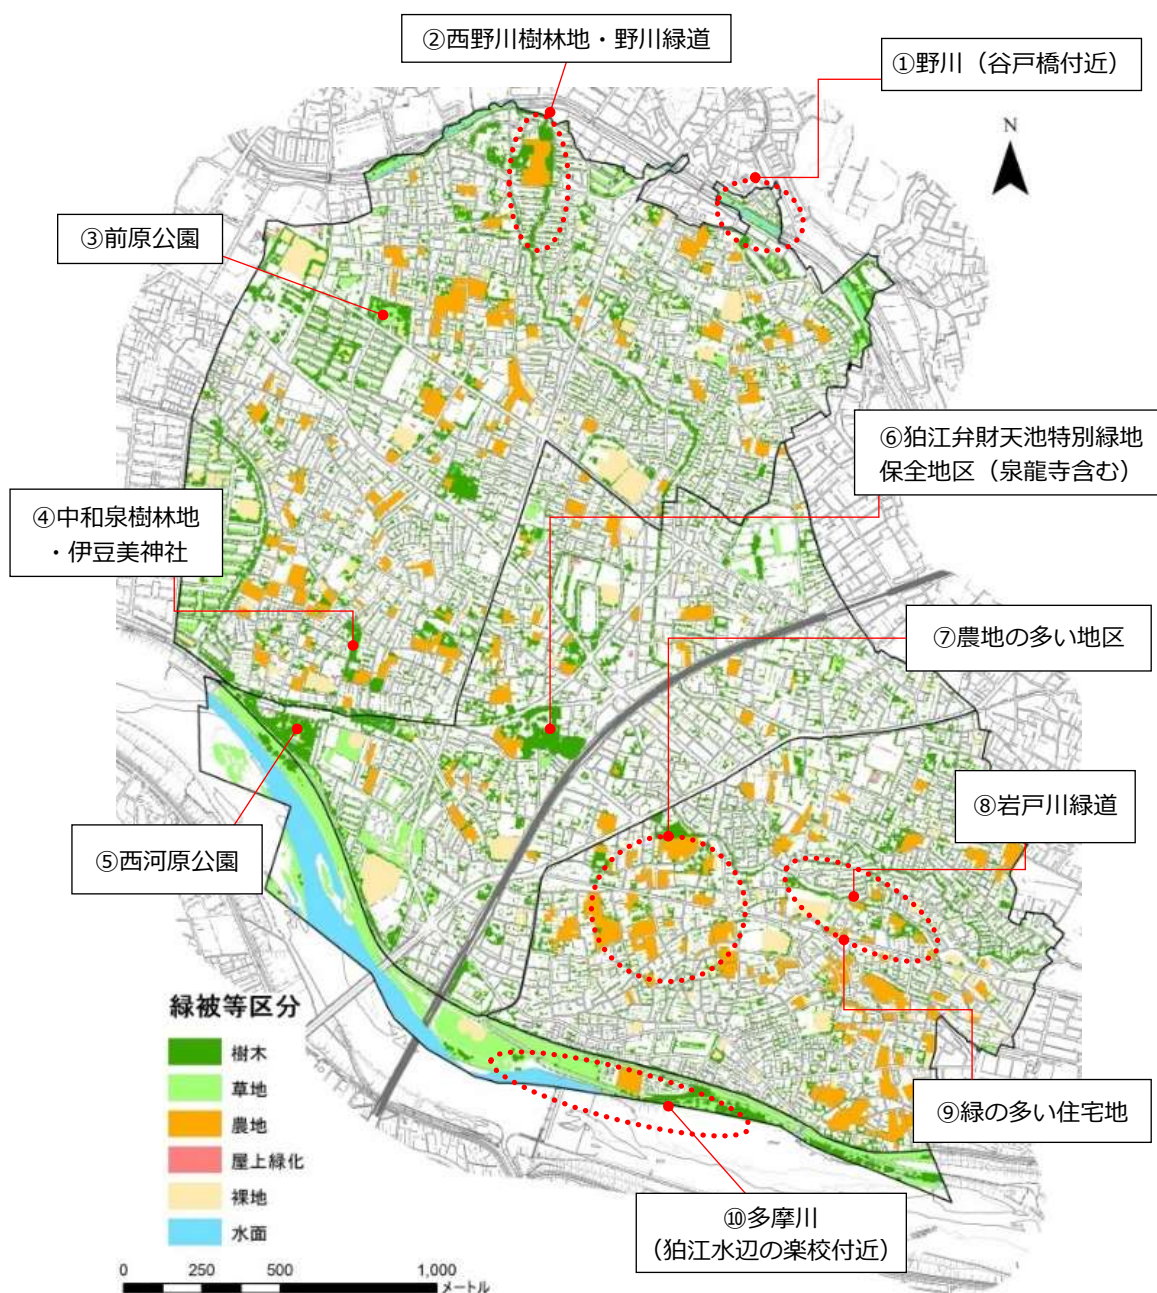 ②西野川樹林地・野川緑道
①野川（谷戸橋付近）
N
③前原公園
⑥狛江弁財天池特別緑地
保全地区（泉龍寺含む）
④中和泉樹林地
・伊豆美神社
⑦農地の多い地区
⑧岩戸川緑道
⑤西河原公園
緑被等区分
樹木
草地
農地
屋上緑化
裸地
水面
⑨緑の多い住宅地
⑩多摩川
（狛江水辺の楽校付近）
0 250 500 1,000
メートル